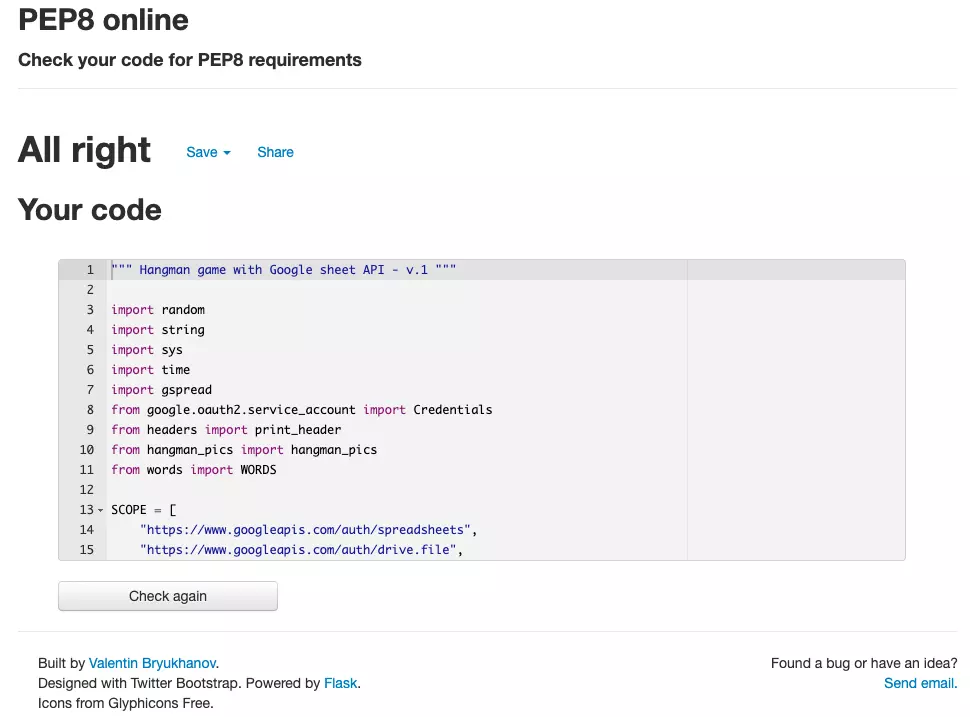 PEP8 online
Check your code for PEP8 requirements
All right Save Share
Your code
1 """ Hangman game with Google sheet API - v.1 """
2
3 import random
4 import string
5 import sys
6 import time
7 import gspread
8 from google.oauth2.service_account import Credentials
9 from headers import print_header
10 from hangman_pics import hangman_pics
11 from words import WORDS
12
13 SCOPE = [
14     "https://www.googleapis.com/auth/spreadsheets",
15     "https://www.googleapis.com/auth/drive.file",
Check again
Built by Valentin Bryukhanov. Found a bug or have an idea?
Designed with Twitter Bootstrap. Powered by Flask. Send email.
Icons from Glyphicons Free.